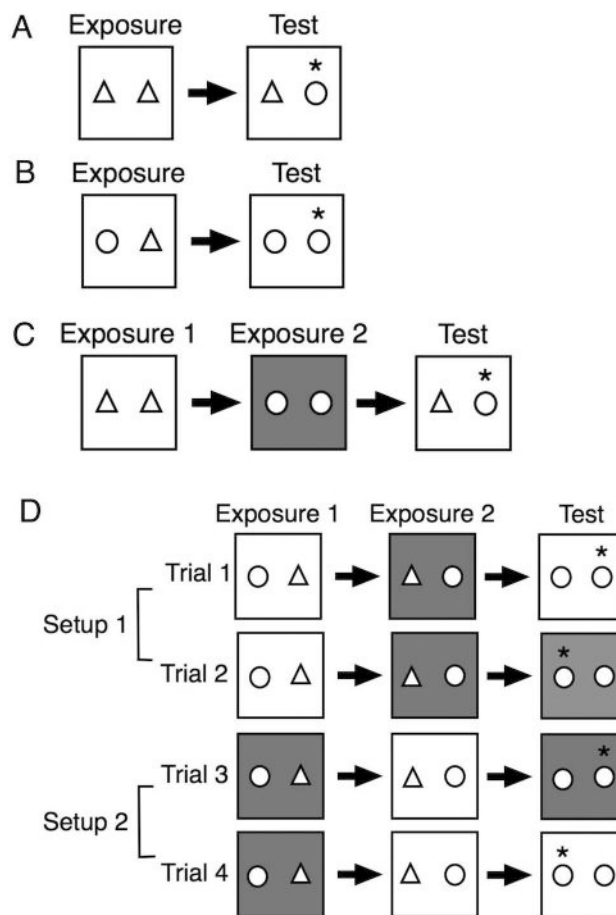 A
Exposure Test
*
B
Exposure Test
*
C
Exposure 1 Exposure 2 Test
*
D
Exposure 1 Exposure 2 Test
Trial 1 *
Setup 1
Trial 2 *
Trial 3 *
Setup 2
Trial 4 *